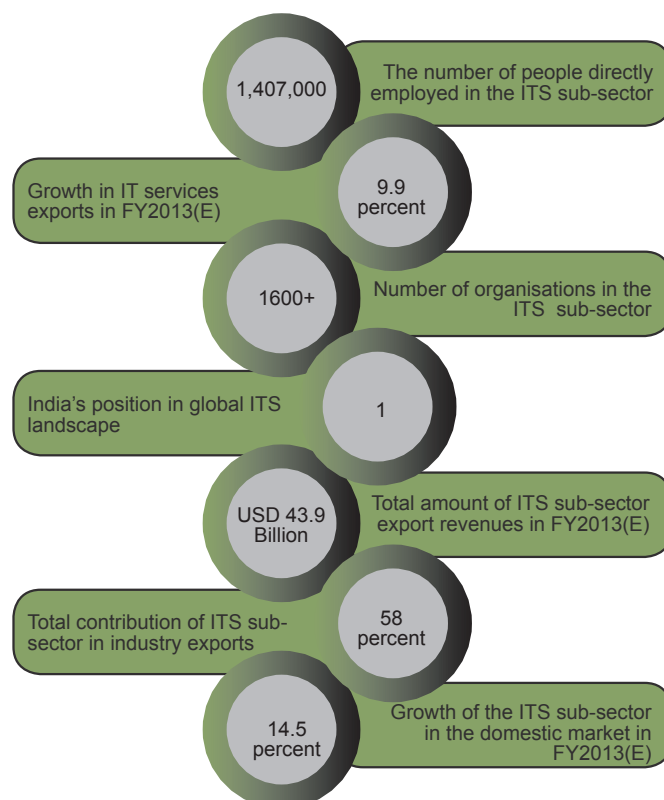 1,407,000
The number of people directly
employed in the ITS sub-sector
Growth in IT services
exports in FY2013(E)
9.9
percent
1600+
Number of organisations in the
ITS sub-sector
India’s position in global ITS
landscape
1
USD 43.9
Billion
Total amount of ITS sub-sector
export revenues in FY2013(E)
Total contribution of ITS sub-
sector in industry exports
58
percent
14.5
percent
Growth of the ITS sub-sector
in the domestic market in
FY2013(E)